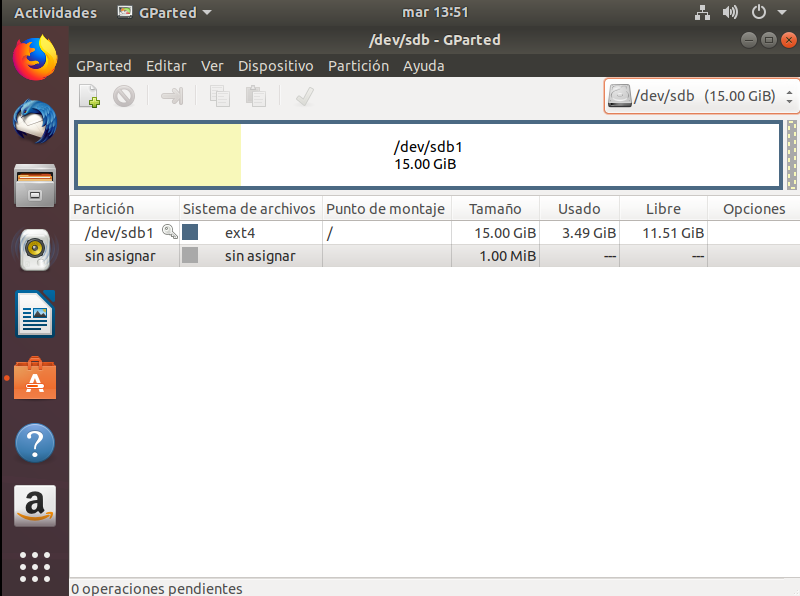 Actividades GParted mar 13:51
/dev/sdb - GParted
GParted Editar Ver Dispositivo Partición Ayuda
/dev/sdb (15.00 GiB)
/dev/sdb1
15.00 GiB
Partición Sistema de archivos Punto de montaje Tamaño Usado Libre Opciones
/dev/sdb1 ext4 / 15.00 GiB 3.49 GiB 11.51 GiB
sin asignar sin asignar 1.00 MiB --- ---
0 operaciones pendientes